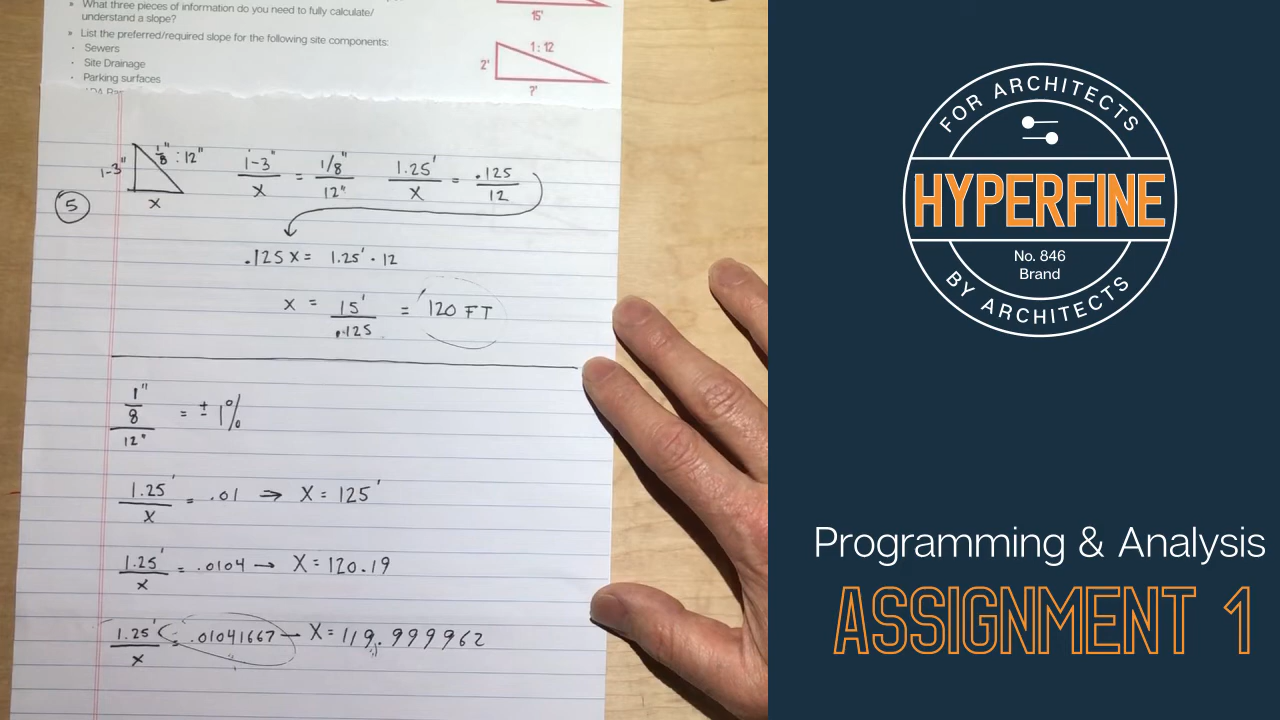 » What three pieces of information do you need to fully calculate/
understand a slope?
» List the preferred/required slope for the following site components:
• Sewers
• Site Drainage
• Parking surfaces
15'
1:12
2'
7'
5
1-3"
1/8" : 12"
x
1-3" / x = 1/8" / 12"
1.25' / x = .125 / 12
.125 x = 1.25' · 12
x = 15' / .125 = 120 FT
1" / 8 / 12" = ± 1%
1.25' / x = .01 → x = 125'
1.25' / x = .0104 → x = 120.19
1.25' / x = .01041667 → x = 119.999962
FOR ARCHITECTS
HYPERFINE
No. 846
Brand
BY ARCHITECTS
Programming & Analysis
ASSIGNMENT 1